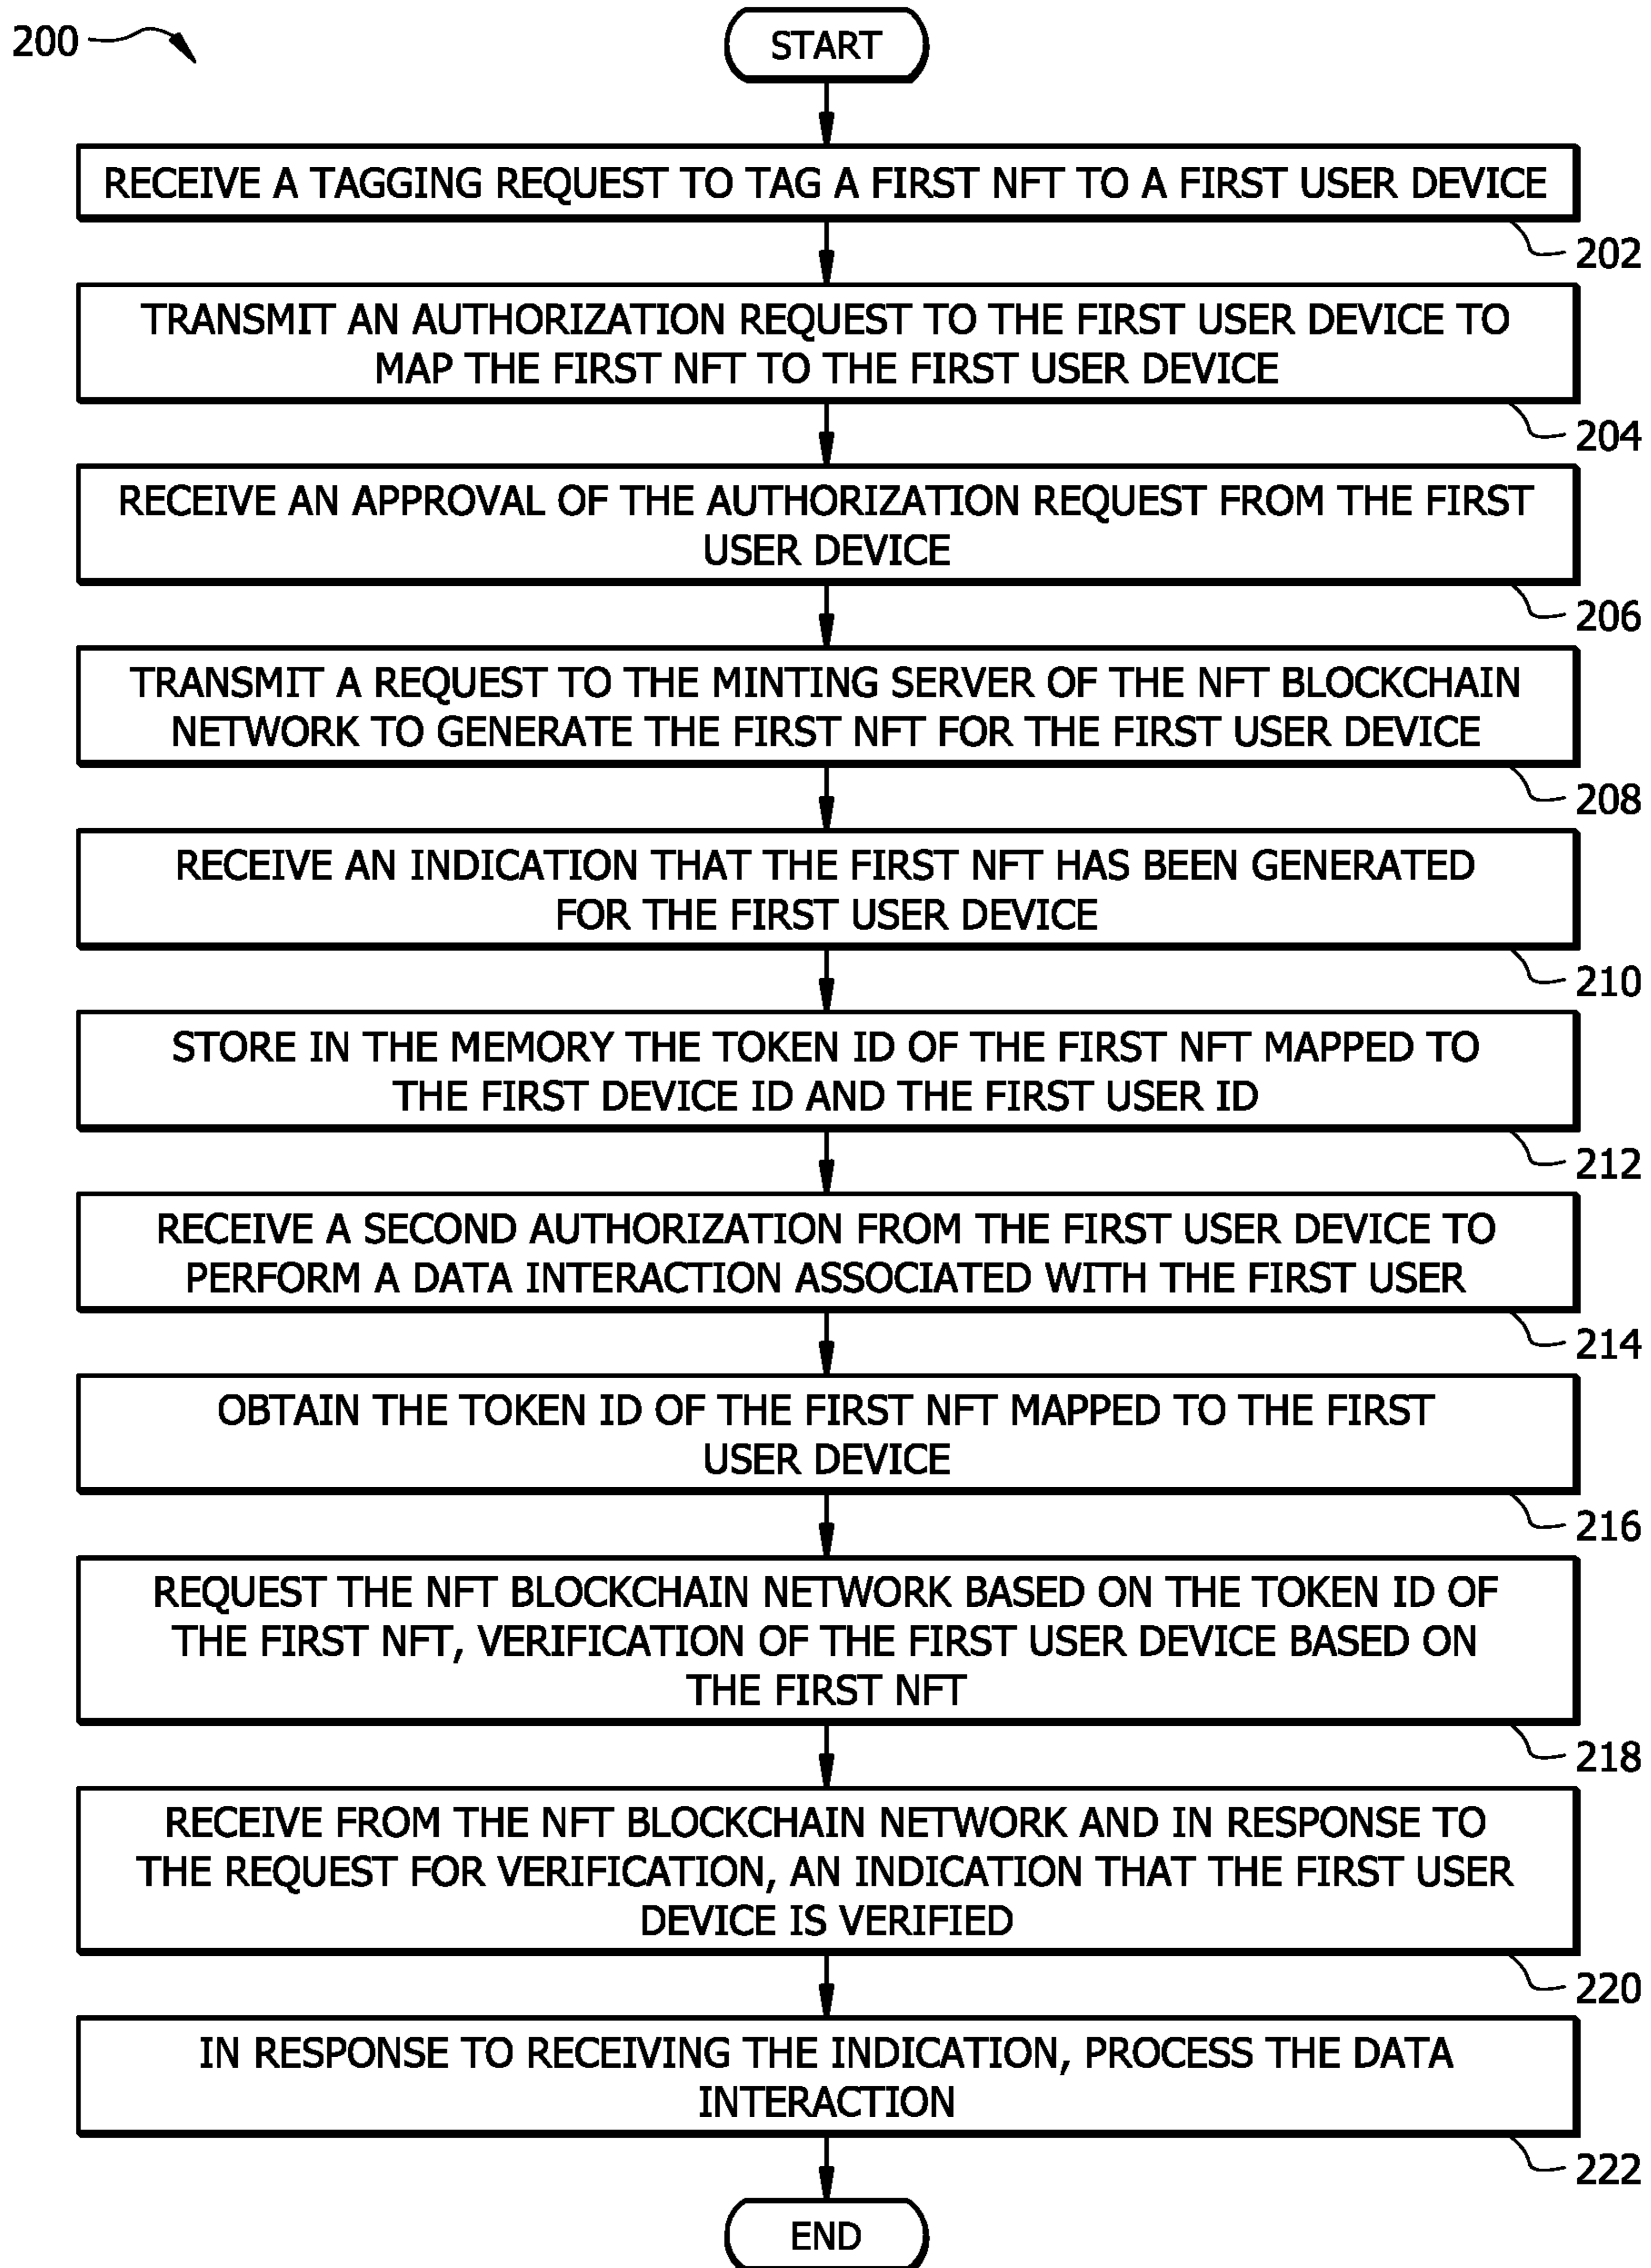 200
START
RECEIVE A TAGGING REQUEST TO TAG A FIRST NFT TO A FIRST USER DEVICE
202
TRANSMIT AN AUTHORIZATION REQUEST TO THE FIRST USER DEVICE TO
MAP THE FIRST NFT TO THE FIRST USER DEVICE
204
RECEIVE AN APPROVAL OF THE AUTHORIZATION REQUEST FROM THE FIRST
USER DEVICE
206
TRANSMIT A REQUEST TO THE MINTING SERVER OF THE NFT BLOCKCHAIN
NETWORK TO GENERATE THE FIRST NFT FOR THE FIRST USER DEVICE
208
RECEIVE AN INDICATION THAT THE FIRST NFT HAS BEEN GENERATED
FOR THE FIRST USER DEVICE
210
STORE IN THE MEMORY THE TOKEN ID OF THE FIRST NFT MAPPED TO
THE FIRST DEVICE ID AND THE FIRST USER ID
212
RECEIVE A SECOND AUTHORIZATION FROM THE FIRST USER DEVICE TO
PERFORM A DATA INTERACTION ASSOCIATED WITH THE FIRST USER
214
OBTAIN THE TOKEN ID OF THE FIRST NFT MAPPED TO THE FIRST
USER DEVICE
216
REQUEST THE NFT BLOCKCHAIN NETWORK BASED ON THE TOKEN ID OF
THE FIRST NFT, VERIFICATION OF THE FIRST USER DEVICE BASED ON
THE FIRST NFT
218
RECEIVE FROM THE NFT BLOCKCHAIN NETWORK AND IN RESPONSE TO
THE REQUEST FOR VERIFICATION, AN INDICATION THAT THE FIRST USER
DEVICE IS VERIFIED
220
IN RESPONSE TO RECEIVING THE INDICATION, PROCESS THE DATA
INTERACTION
222
END